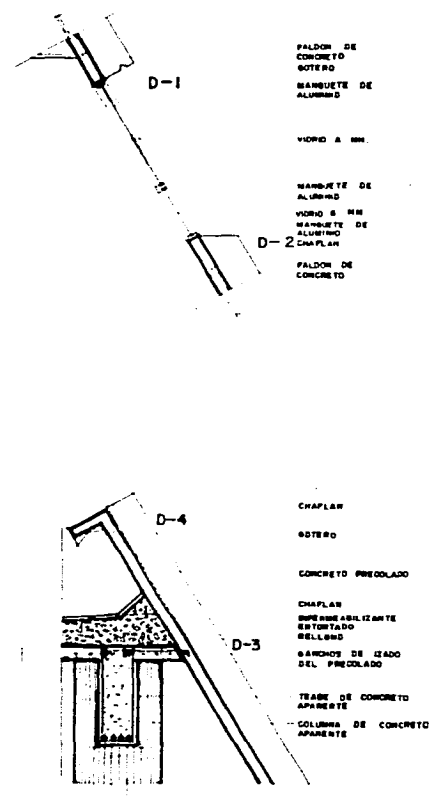 D-1
FALDON DE
CONCRETO
GOTERO
MANGUETE DE
ALUMINIO
VIDRIO 6 MM.
MANGUETE DE
ALUMINIO
VIDRIO 6 MM
MANGUETE DE
ALUMINIO
D-2
CHAFLAN
FALDON DE
CONCRETO
D-4
CHAFLAN
GOTERO
CONCRETO PRECOLADO
CHAFLAN
IMPERMEABILIZANTE
ENTORTADO
RELLENO
D-3
GANCHOS DE IZADO
DEL PRECOLADO
TRABE DE CONCRETO
APARENTE
COLUMNA DE CONCRETO
APARENTE